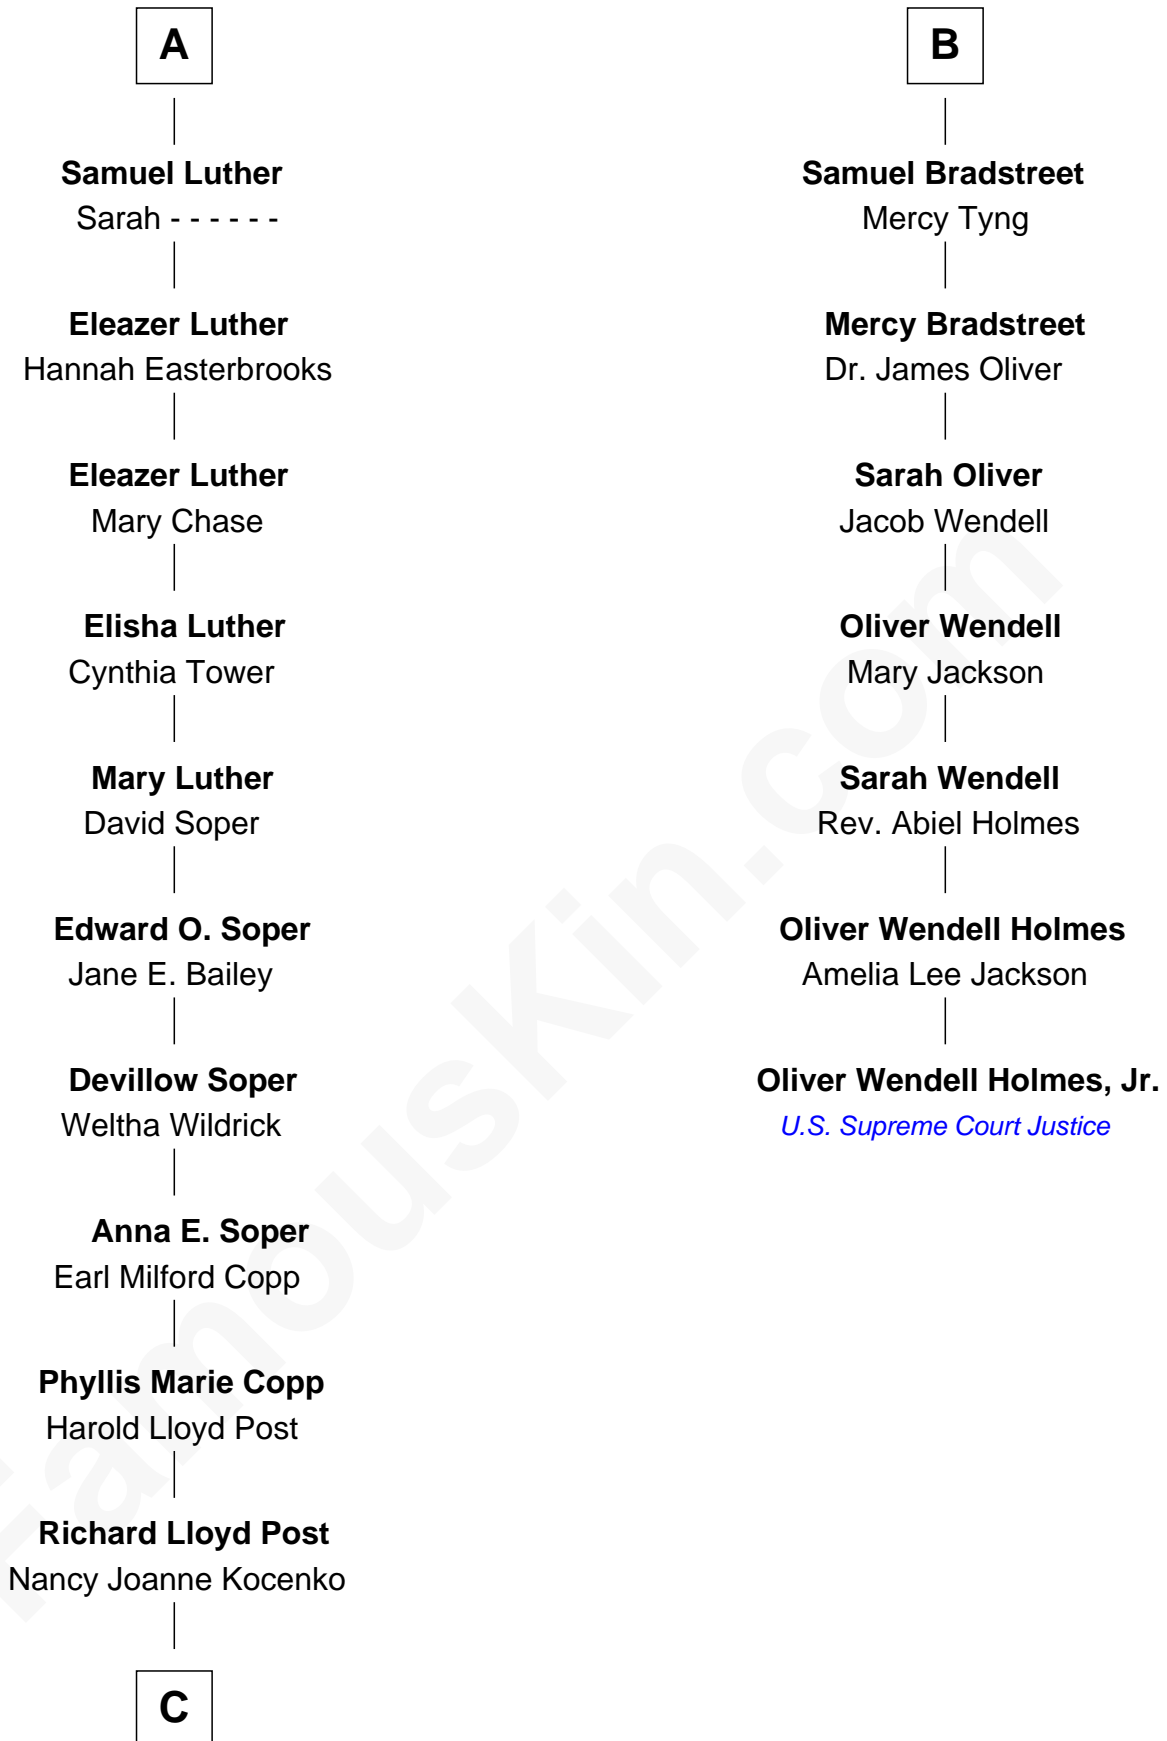 A
Samuel Luther
Sarah - - - - - -
Eleazer Luther
Hannah Easterbrooks
Eleazer Luther
Mary Chase
Elisha Luther
Cynthia Tower
Mary Luther
David Soper
Edward O. Soper
Jane E. Bailey
Devillow Soper
Weltha Wildrick
Anna E. Soper
Earl Milford Copp
Phyllis Marie Copp
Harold Lloyd Post
Richard Lloyd Post
Nancy Joanne Kocenko
C
B
Samuel Bradstreet
Mercy Tyng
Mercy Bradstreet
Dr. James Oliver
Sarah Oliver
Jacob Wendell
Oliver Wendell
Mary Jackson
Sarah Wendell
Rev. Abiel Holmes
Oliver Wendell Holmes
Amelia Lee Jackson
Oliver Wendell Holmes, Jr.
U.S. Supreme Court Justice
FamousKin.com